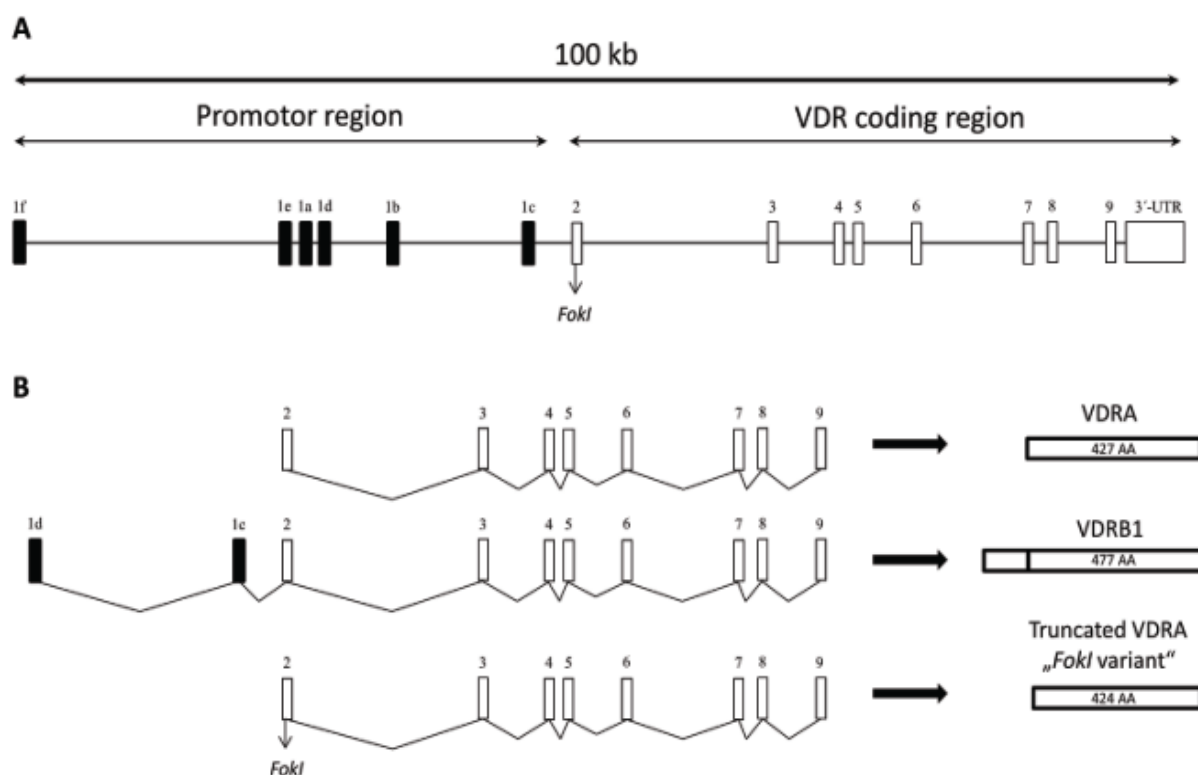 A
100 kb
Promotor region VDR coding region
1f 1e 1a 1d 1b 1c 2 3 4 5 6 7 8 9 3´-UTR
FokI
B
2 3 4 5 6 7 8 9 VDRA
427 AA
1d 1c 2 3 4 5 6 7 8 9 VDRB1
477 AA
Truncated VDRA
„FokI variant“
2 3 4 5 6 7 8 9
424 AA
FokI